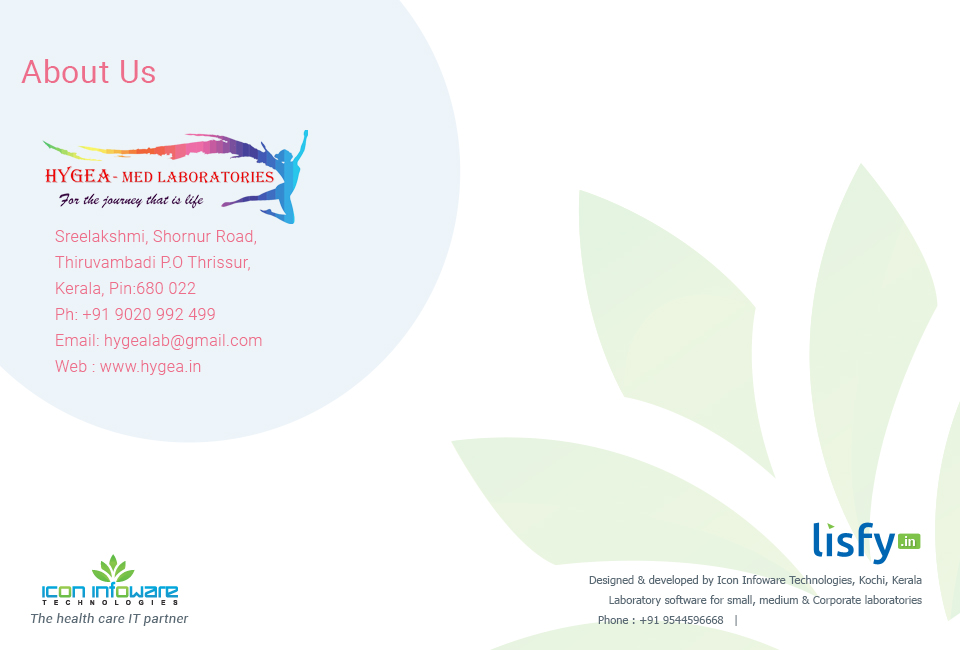 About Us
HYGEA- MED LABORATORIES
For the journey that is life
Sreelakshmi, Shornur Road,
Thiruvambadi P.O Thrissur,
Kerala, Pin:680 022
Ph: +91 9020 992 499
Email: hygealab@gmail.com
Web : www.hygea.in
icon infoware
TECHNOLOGIES
The health care IT partner
lisfy.in
Designed & developed by Icon Infoware Technologies, Kochi, Kerala
Laboratory software for small, medium & Corporate laboratories
Phone : +91 9544596668 |